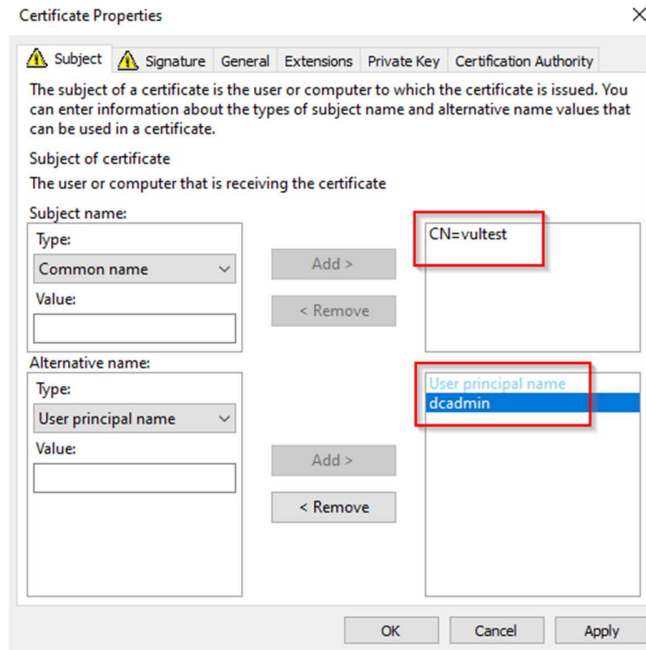 Certificate Properties
Subject Signature General Extensions Private Key Certification Authority
The subject of a certificate is the user or computer to which the certificate is issued. You
can enter information about the types of subject name and alternative name values that
can be used in a certificate.
Subject of certificate
The user or computer that is receiving the certificate
Subject name:
Type:
Common name
Value:
Add >
< Remove
CN=vultest
Alternative name:
Type:
User principal name
Value:
Add >
< Remove
User principal name
dcadmin
OK Cancel Apply